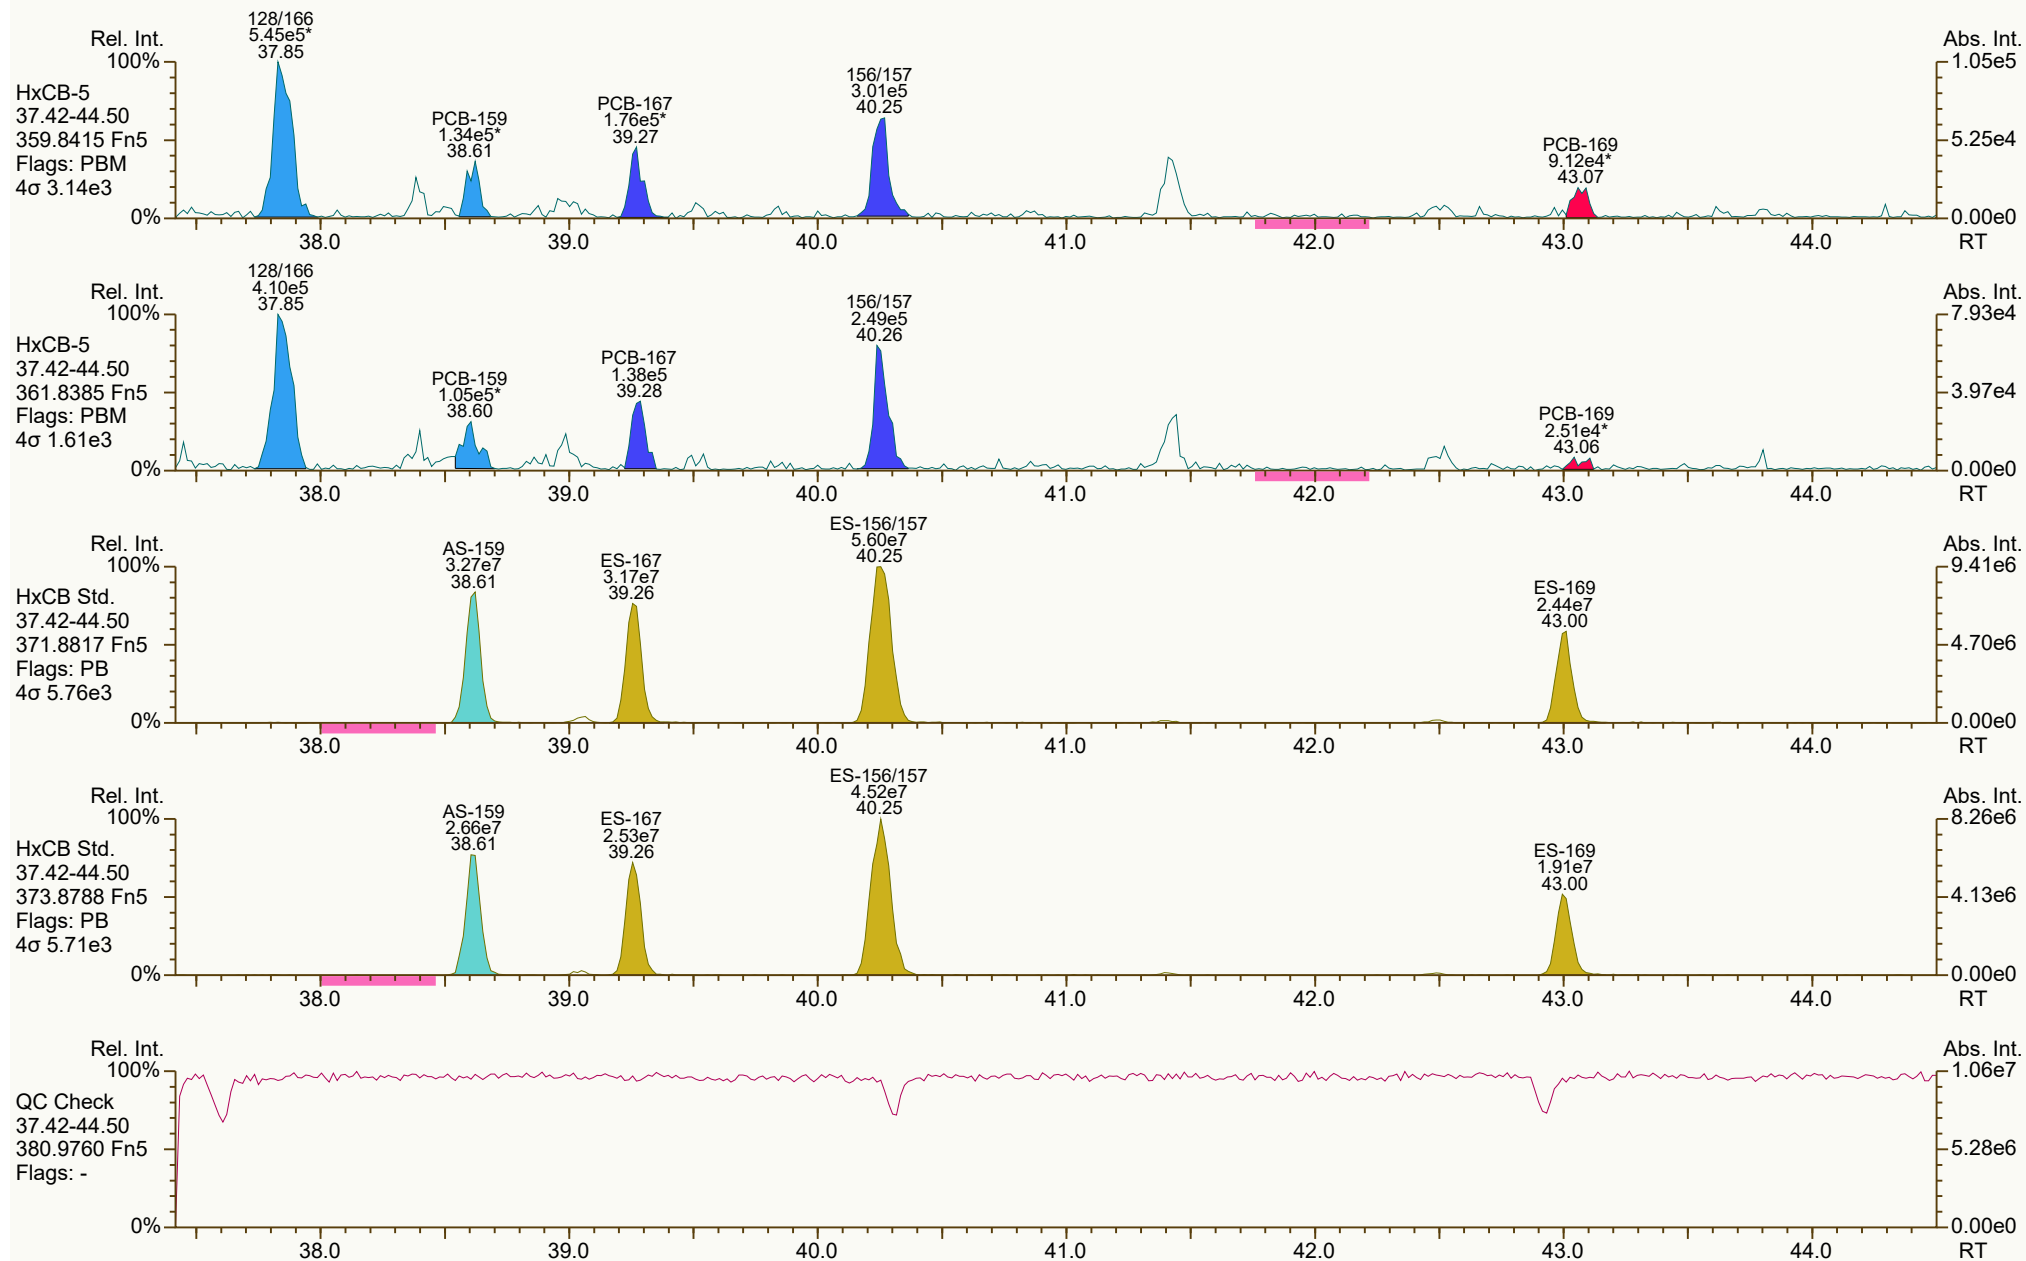 128/166
5.45e5*
37.85
Rel. Int.
Abs. Int.
100%
1.05e5
156/157
3.01e5
40.25
HxCB-5
PCB-167
1.76e5*
39.27
37.42-44.50
PCB-159
1.34e5*
38.61
359.8415 Fn5
5.25e4
PCB-169
9.12e4*
43.07
Flags: PBM
4σ 3.14e3
0%
0.00e0
38.0 39.0 40.0 41.0 42.0 43.0 44.0 RT
128/166
4.10e5
37.85
Rel. Int.
Abs. Int.
100%
7.93e4
156/157
2.49e5
40.26
HxCB-5
PCB-167
1.38e5
39.28
37.42-44.50
PCB-159
1.05e5*
38.60
361.8385 Fn5
3.97e4
PCB-169
2.51e4*
43.06
Flags: PBM
4σ 1.61e3
0%
0.00e0
38.0 39.0 40.0 41.0 42.0 43.0 44.0 RT
ES-156/157
5.60e7
40.25
Rel. Int.
Abs. Int.
100%
9.41e6
AS-159
3.27e7
38.61
ES-167
3.17e7
39.26
ES-169
2.44e7
43.00
HxCB Std.
37.42-44.50
371.8817 Fn5
4.70e6
Flags: PB
4σ 5.76e3
0%
0.00e0
38.0 39.0 40.0 41.0 42.0 43.0 44.0 RT
ES-156/157
4.52e7
40.25
Rel. Int.
Abs. Int.
100%
8.26e6
AS-159
2.66e7
38.61
ES-167
2.53e7
39.26
ES-169
1.91e7
43.00
HxCB Std.
37.42-44.50
373.8788 Fn5
4.13e6
Flags: PB
4σ 5.71e3
0%
0.00e0
38.0 39.0 40.0 41.0 42.0 43.0 44.0 RT
Rel. Int.
Abs. Int.
100%
1.06e7
QC Check
37.42-44.50
380.9760 Fn5
5.28e6
Flags: -
0%
0.00e0
38.0 39.0 40.0 41.0 42.0 43.0 44.0 RT